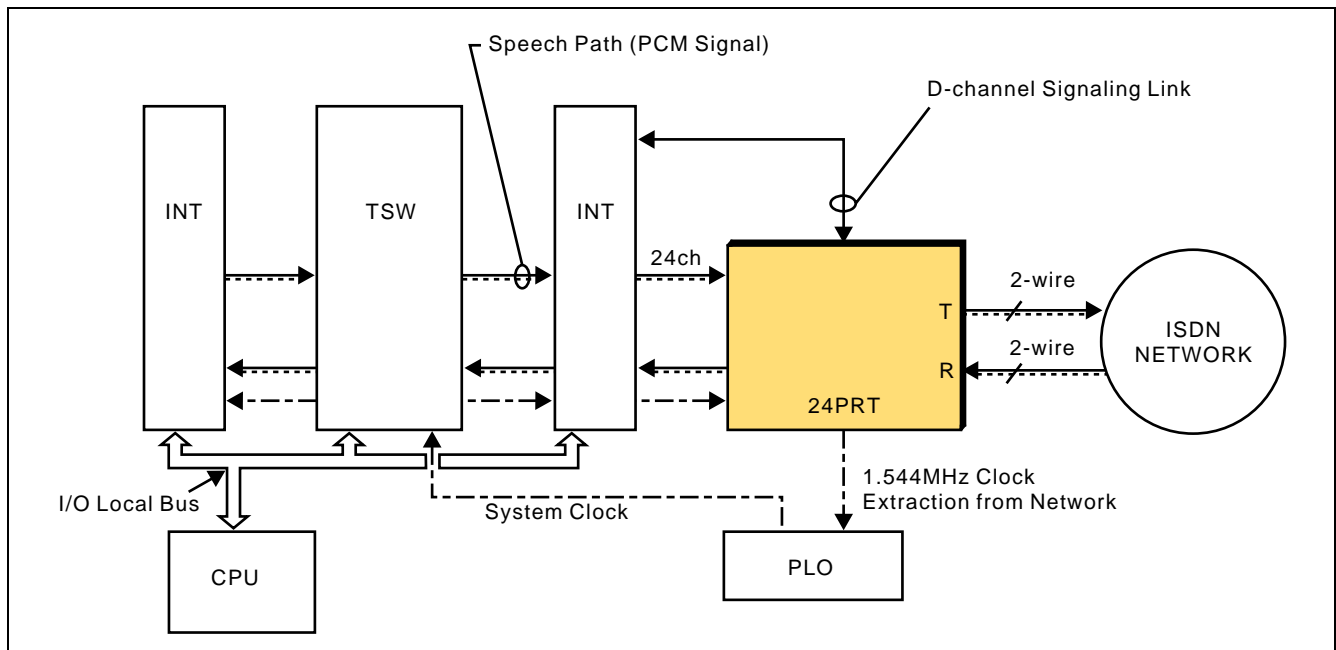 Speech Path (PCM Signal)
D-channel Signaling Link
INT
TSW
INT
24ch
2-wire
T
ISDN
NETWORK
2-wire
R
24PRT
I/O Local Bus
System Clock
1.544MHz Clock
Extraction from Network
CPU
PLO